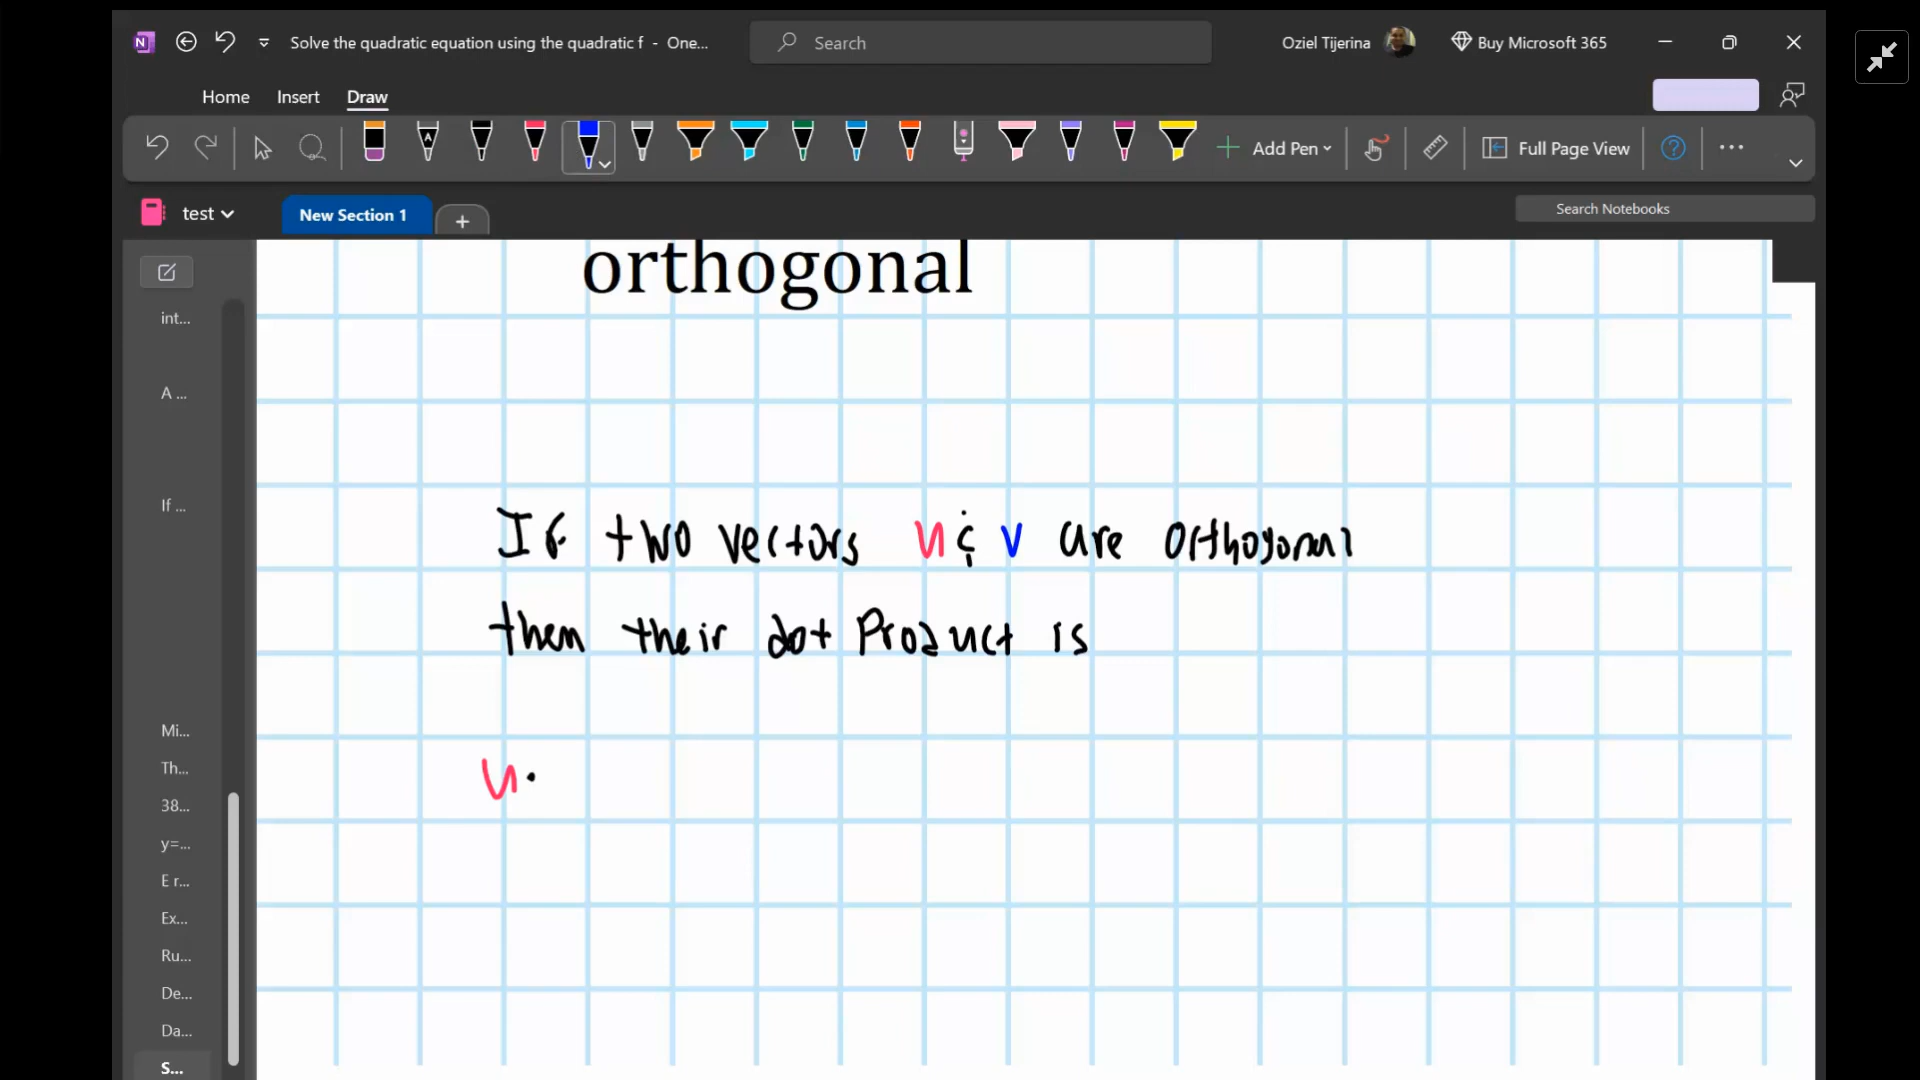 Solve the quadratic equation using the quadratic f - One...
Search
Oziel Tijerina
Buy Microsoft 365
Home Insert Draw
Add Pen
Full Page View
test
New Section 1
Search Notebooks
orthogonal
int...
A ...
If ...
Mi...
Th...
38...
y=...
E r...
Ex...
Ru...
De...
Da...
S...
If two vectors u & v are orthogonal
then their dot Product is
u ·